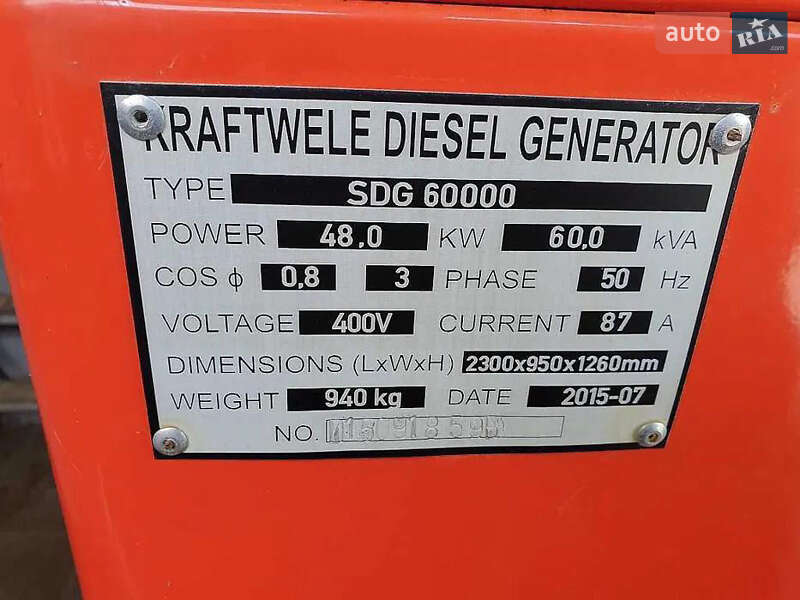 auto RIA.com
KRAFTWELE DIESEL GENERATOR
TYPE SDG 60000
POWER 48,0 KW 60,0 kVA
COS ϕ 0,8 3 PHASE 50 Hz
VOLTAGE 400V CURRENT 87 A
DIMENSIONS (LxWxH) 2300x950x1260mm
WEIGHT 940 kg DATE 2015-07
NO.